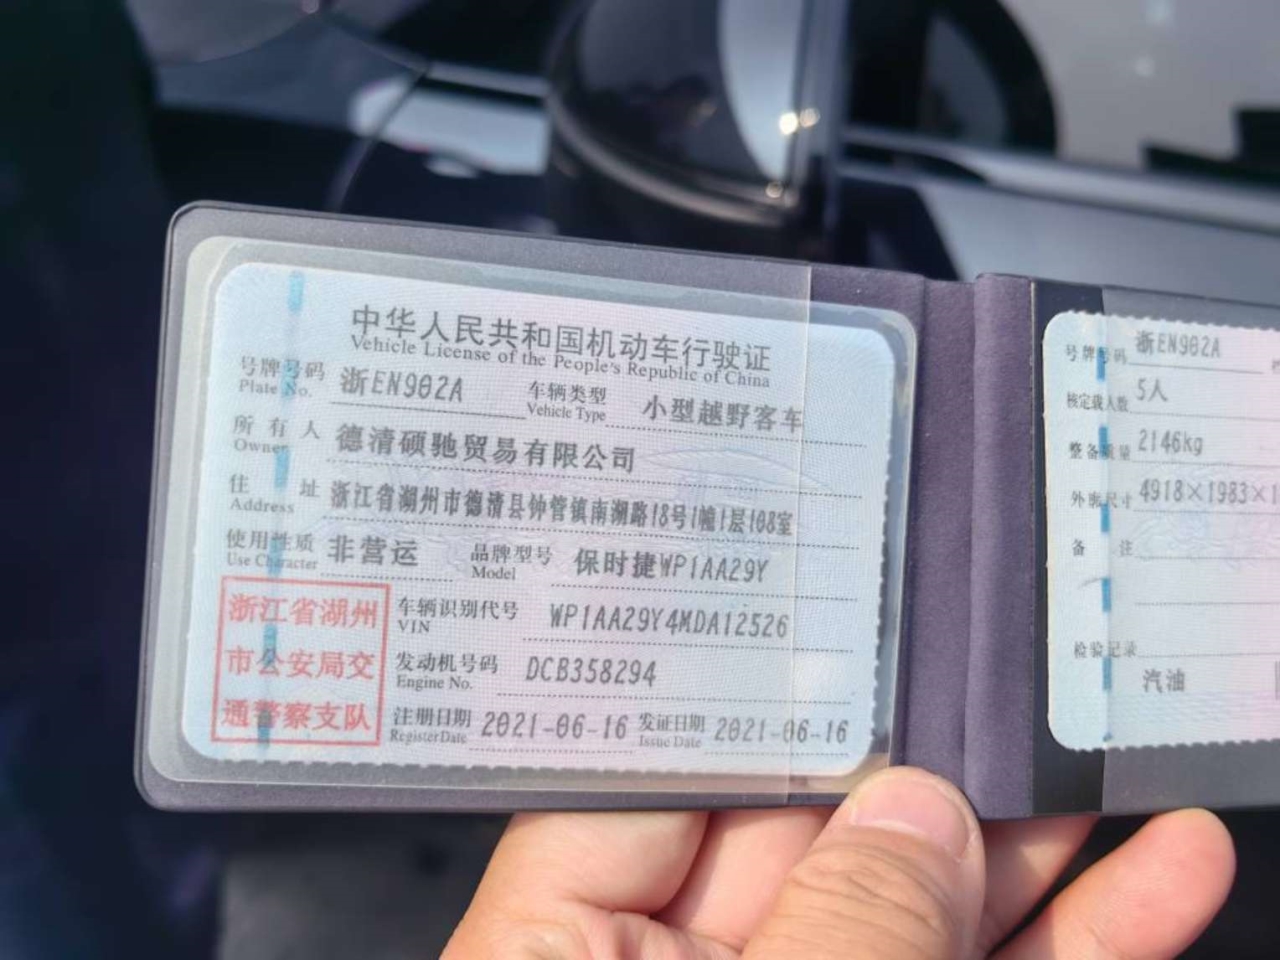 中华人民共和国机动车行驶证
Vehicle License of the People's Republic of China
号牌号码 浙EN902A 车辆类型 小型越野客车
Plate No. Vehicle Type
所有人 德清硕驰贸易有限公司
Owner
住址 浙江省湖州市德清县钟管镇南湖路18号1幢1层108室
Address
使用性质 非营运 品牌型号 保时捷WP1AA29Y
Use Character Model
浙江省湖州
市公安局交
通警察支队
车辆识别代号 WP1AA29Y4MDA12526
VIN
发动机号码 DCB358294
Engine No.
注册日期 2021-06-16 发证日期 2021-06-16
Register Date Issue Date
号牌号码 浙EN902A
核定载人数 5人
整备质量 2146kg
外廓尺寸 4918×1983×1
备注
检验记录
汽油